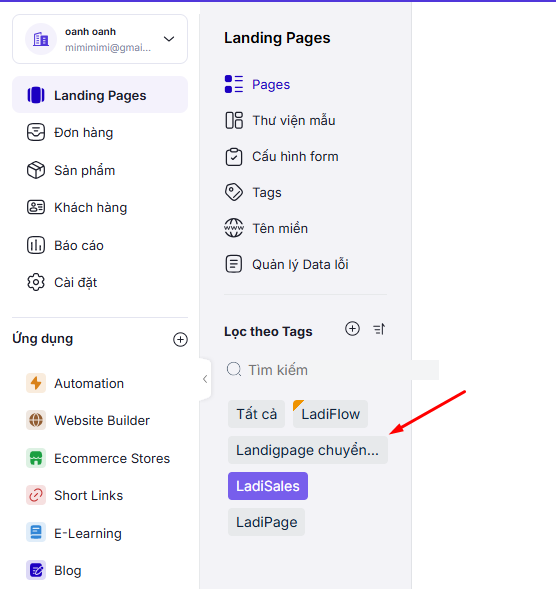 oanh oanh
mimimimi@gmai...
Landing Pages
Đơn hàng
Sản phẩm
Khách hàng
Báo cáo
Cài đặt
Ứng dụng
Automation
Website Builder
Ecommerce Stores
Short Links
E-Learning
Blog
Landing Pages
Pages
Thư viện mẫu
Cấu hình form
Tags
Tên miền
Quản lý Data lỗi
Lọc theo Tags
Tìm kiếm
Tất cả LadiFlow
Landigpage chuyển...
LadiSales
LadiPage